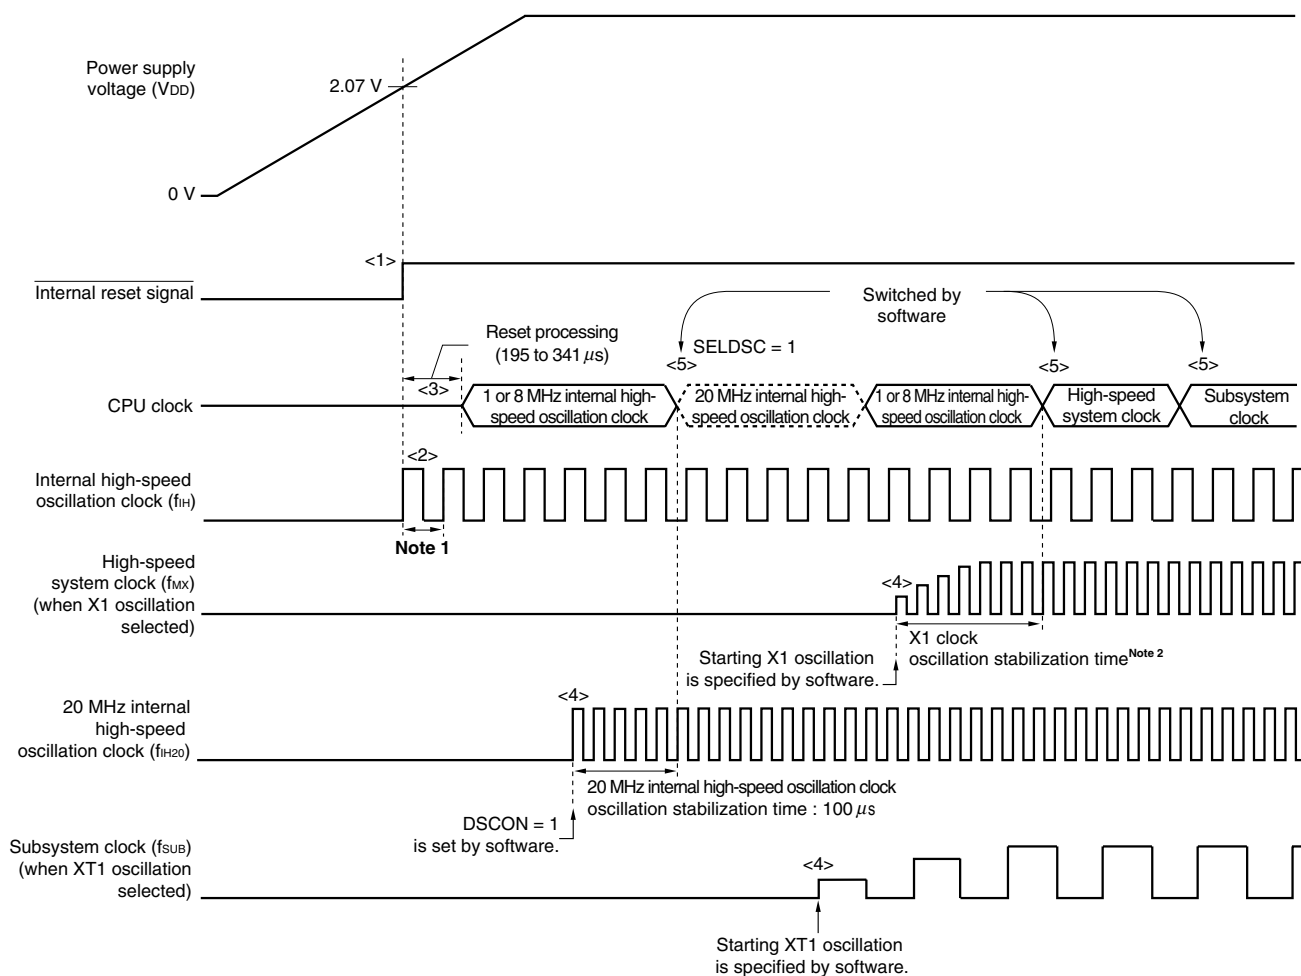 Power supply
voltage (VDD)
2.07 V
0 V
<1>
Internal reset signal
Switched by
software
Reset processing
(195 to 341 μs)
<3>
<5> SELDSC = 1
<5>
<5>
CPU clock
1 or 8 MHz internal high-
speed oscillation clock
20 MHz internal high-
speed oscillation clock
1 or 8 MHz internal high-
speed oscillation clock
High-speed
system clock
Subsystem
clock
<2>
Internal high-speed
oscillation clock (fIH)
Note 1
High-speed
system clock (fMX)
(when X1 oscillation
selected)
<4>
X1 clock
oscillation stabilization time Note 2
Starting X1 oscillation
is specified by software.
20 MHz internal
high-speed
oscillation clock (fIH20)
<4>
20 MHz internal high-speed oscillation clock
oscillation stabilization time : 100 μs
DSCON = 1
is set by software.
Subsystem clock (fSUB)
(when XT1 oscillation
selected)
<4>
Starting XT1 oscillation
is specified by software.